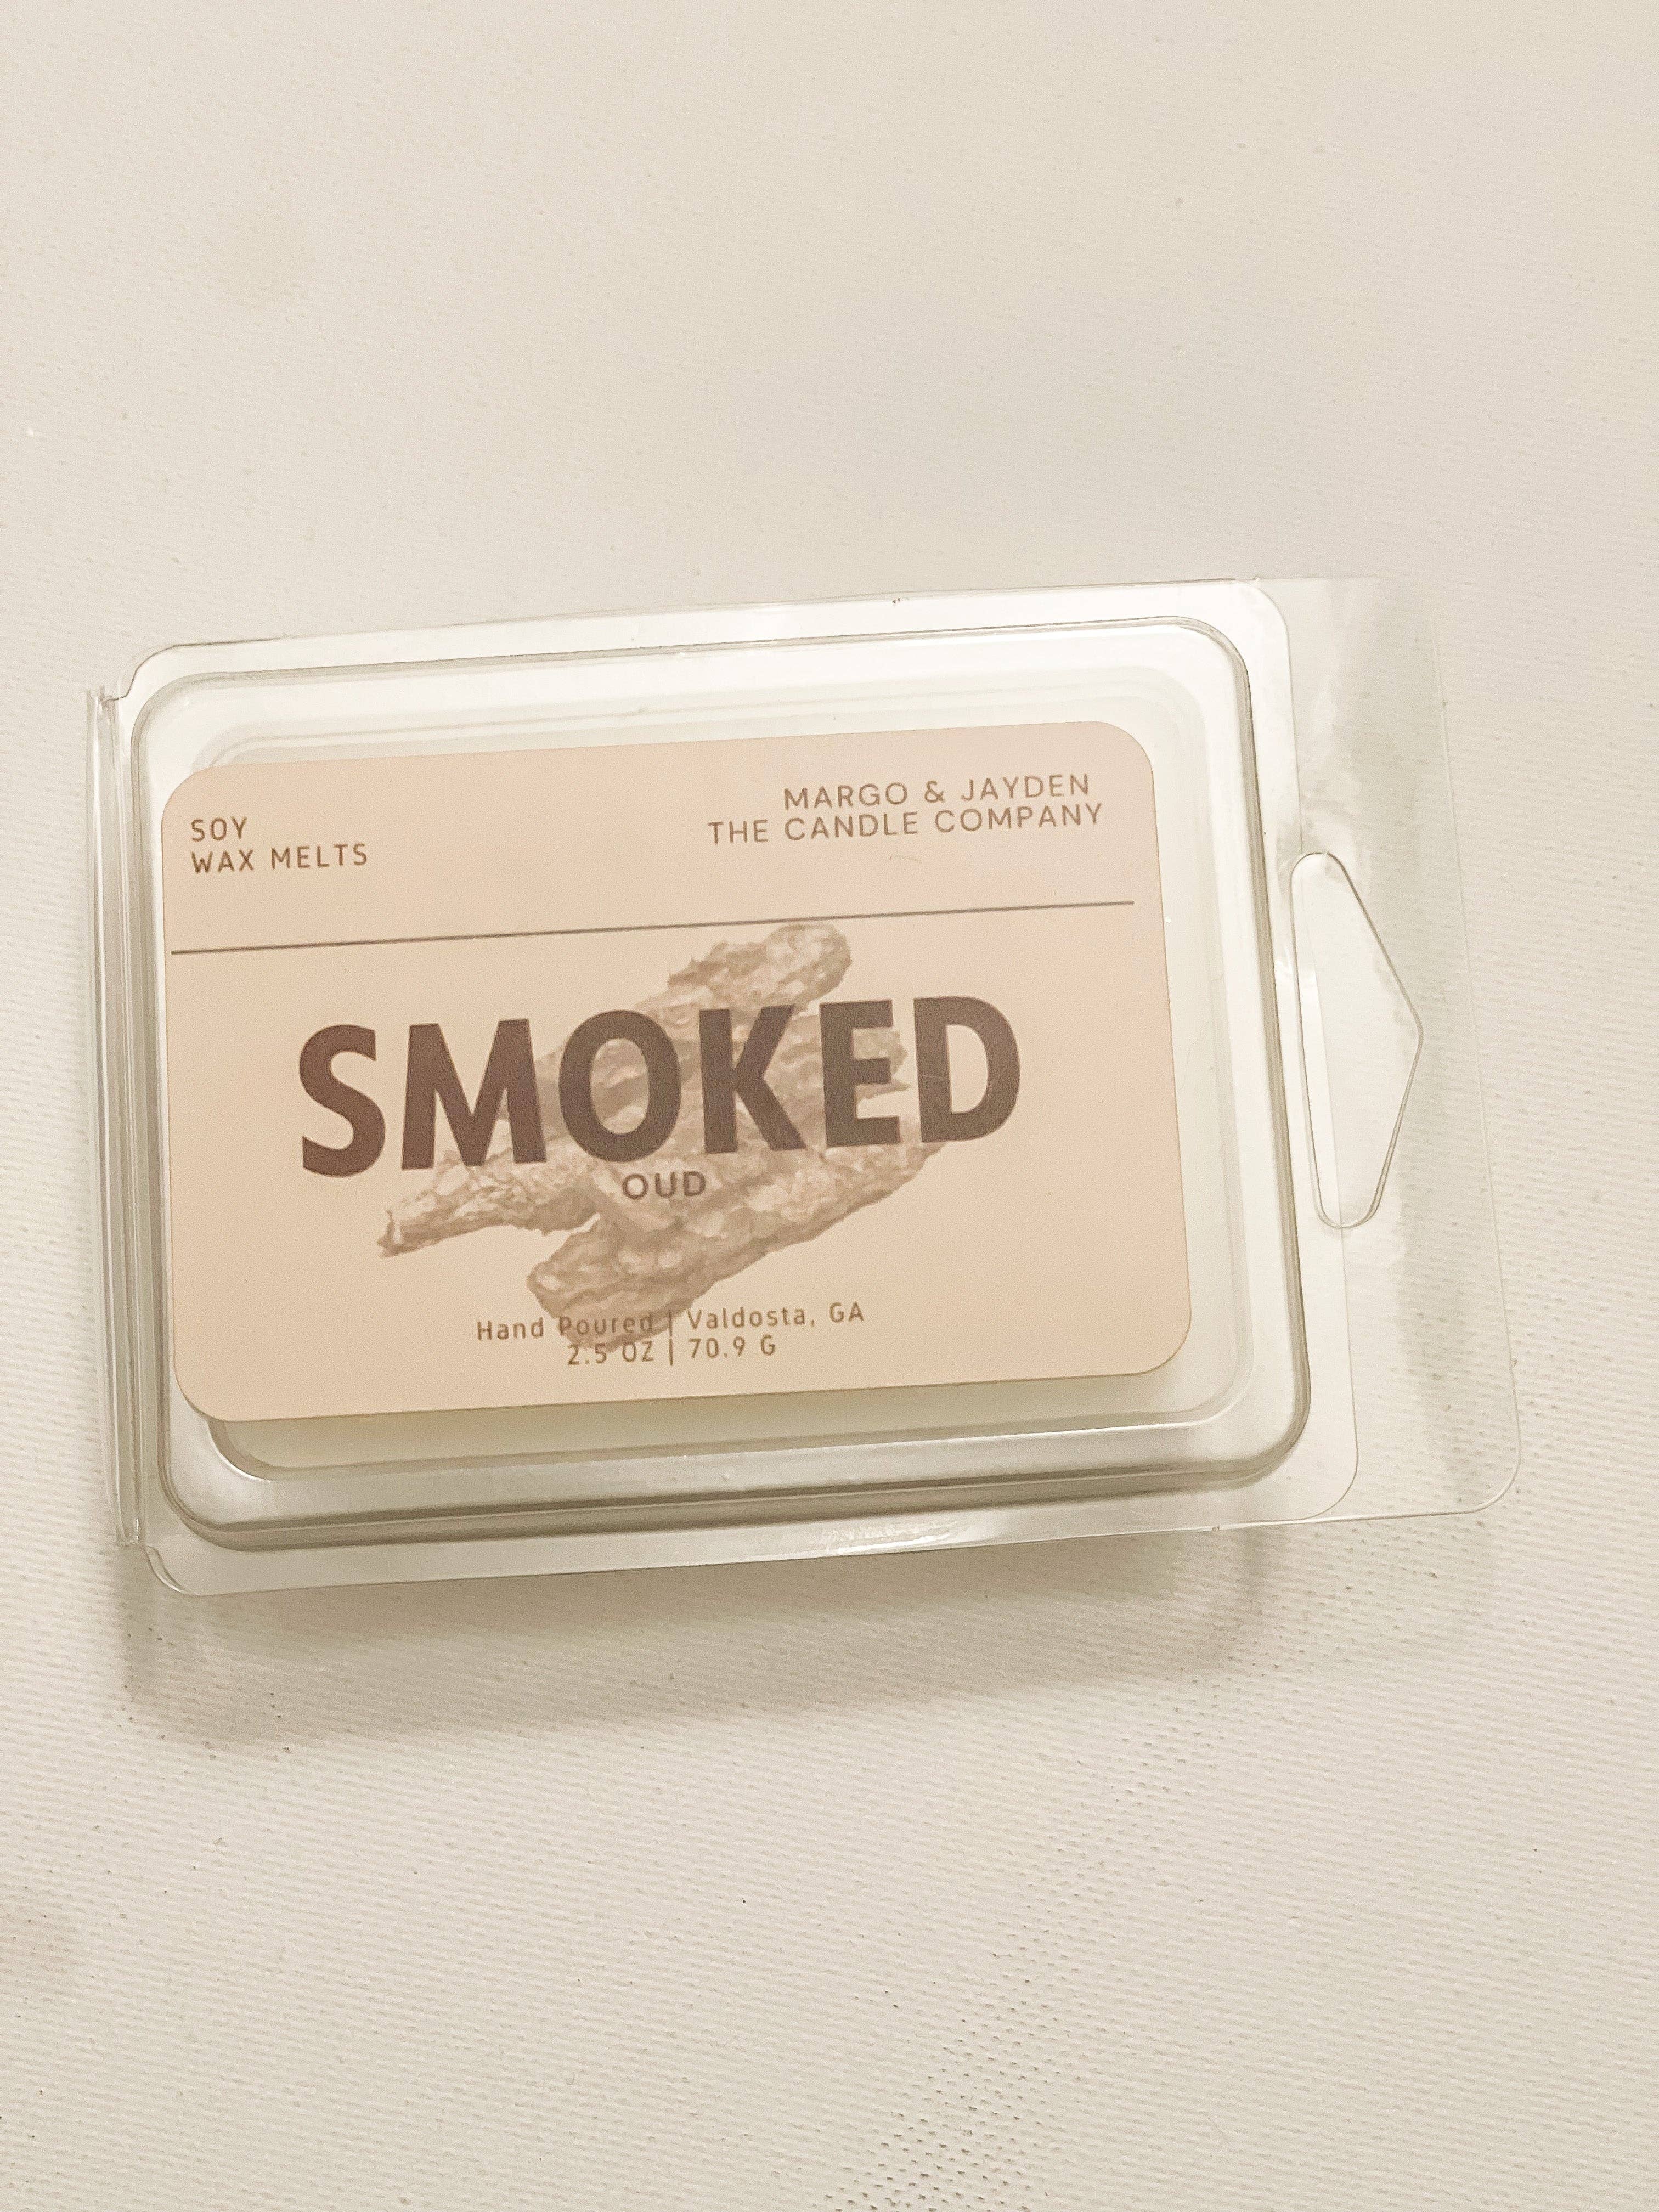 SOY
WAX MELTS
MARGO & JAYDEN
THE CANDLE COMPANY
SMOKED
OUD
Hand Poured | Valdosta, GA
2.5 OZ | 70.9 G